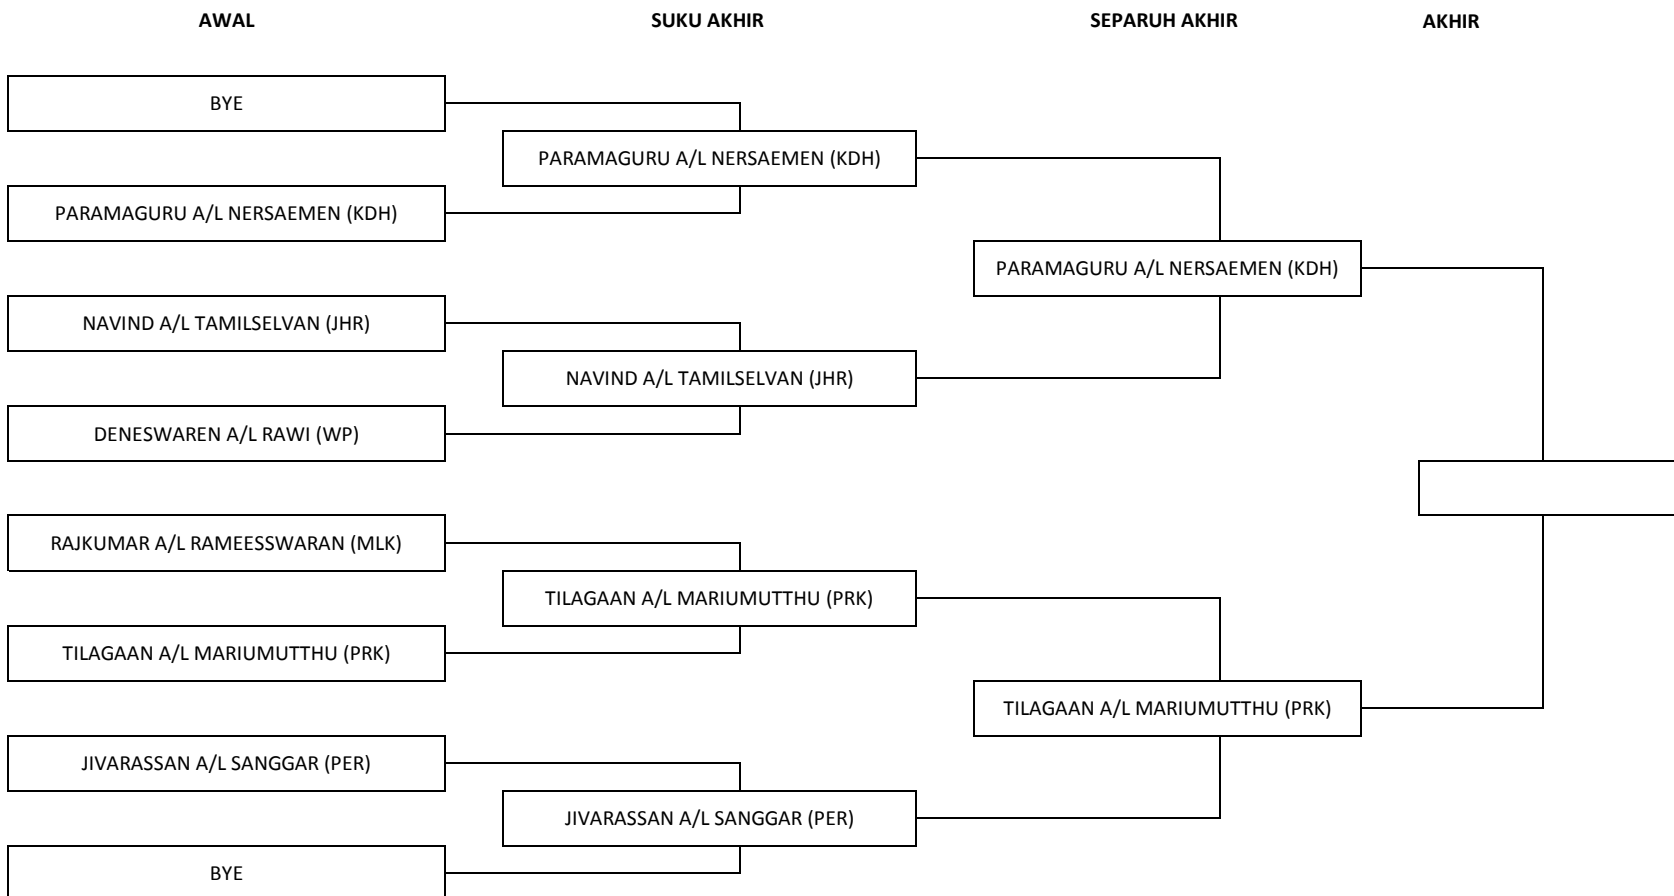 AWAL
SUKU AKHIR
SEPARUH AKHIR
AKHIR
BYE
PARAMAGURU A/L NERSAEMEN (KDH)
NAVIND A/L TAMILSELVAN (JHR)
DENESWAREN A/L RAWI (WP)
RAJKUMAR A/L RAMEESSWARAN (MLK)
TILAGAAN A/L MARIUMUTTHU (PRK)
JIVARASSAN A/L SANGGAR (PER)
BYE
PARAMAGURU A/L NERSAEMEN (KDH)
NAVIND A/L TAMILSELVAN (JHR)
TILAGAAN A/L MARIUMUTTHU (PRK)
JIVARASSAN A/L SANGGAR (PER)
PARAMAGURU A/L NERSAEMEN (KDH)
TILAGAAN A/L MARIUMUTTHU (PRK)